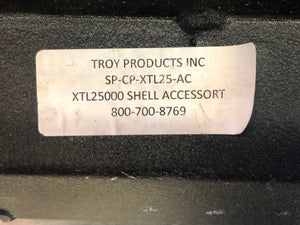 TROY PRODUCTS INC
SP-CP-XTL25-AC
XTL25000 SHELL ACCESSORT
800-700-8769